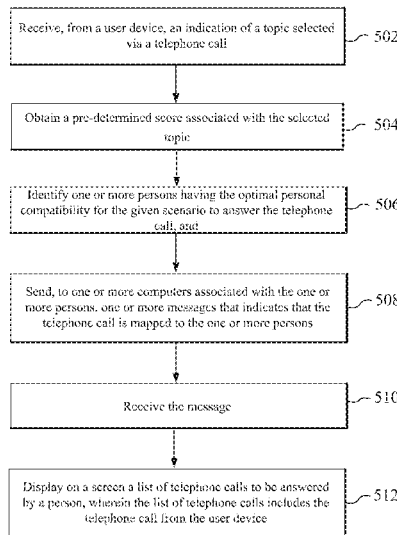 Receive, from a user device, an indication of a topic selected
via a telephone call
502
Obtain a pre-determined score associated with the selected
topic
504
Identify one or more persons having the optimal personal
compatibility for the given scenario to answer the telephone
call, and
506
Send, to one or more computers associated with the one or
more persons, one or more messages that indicates that the
telephone call is mapped to the one or more persons
508
Receive the message
510
Display on a screen a list of telephone calls to be answered
by a person, wherein the list of telephone calls includes the
telephone call from the user device
512